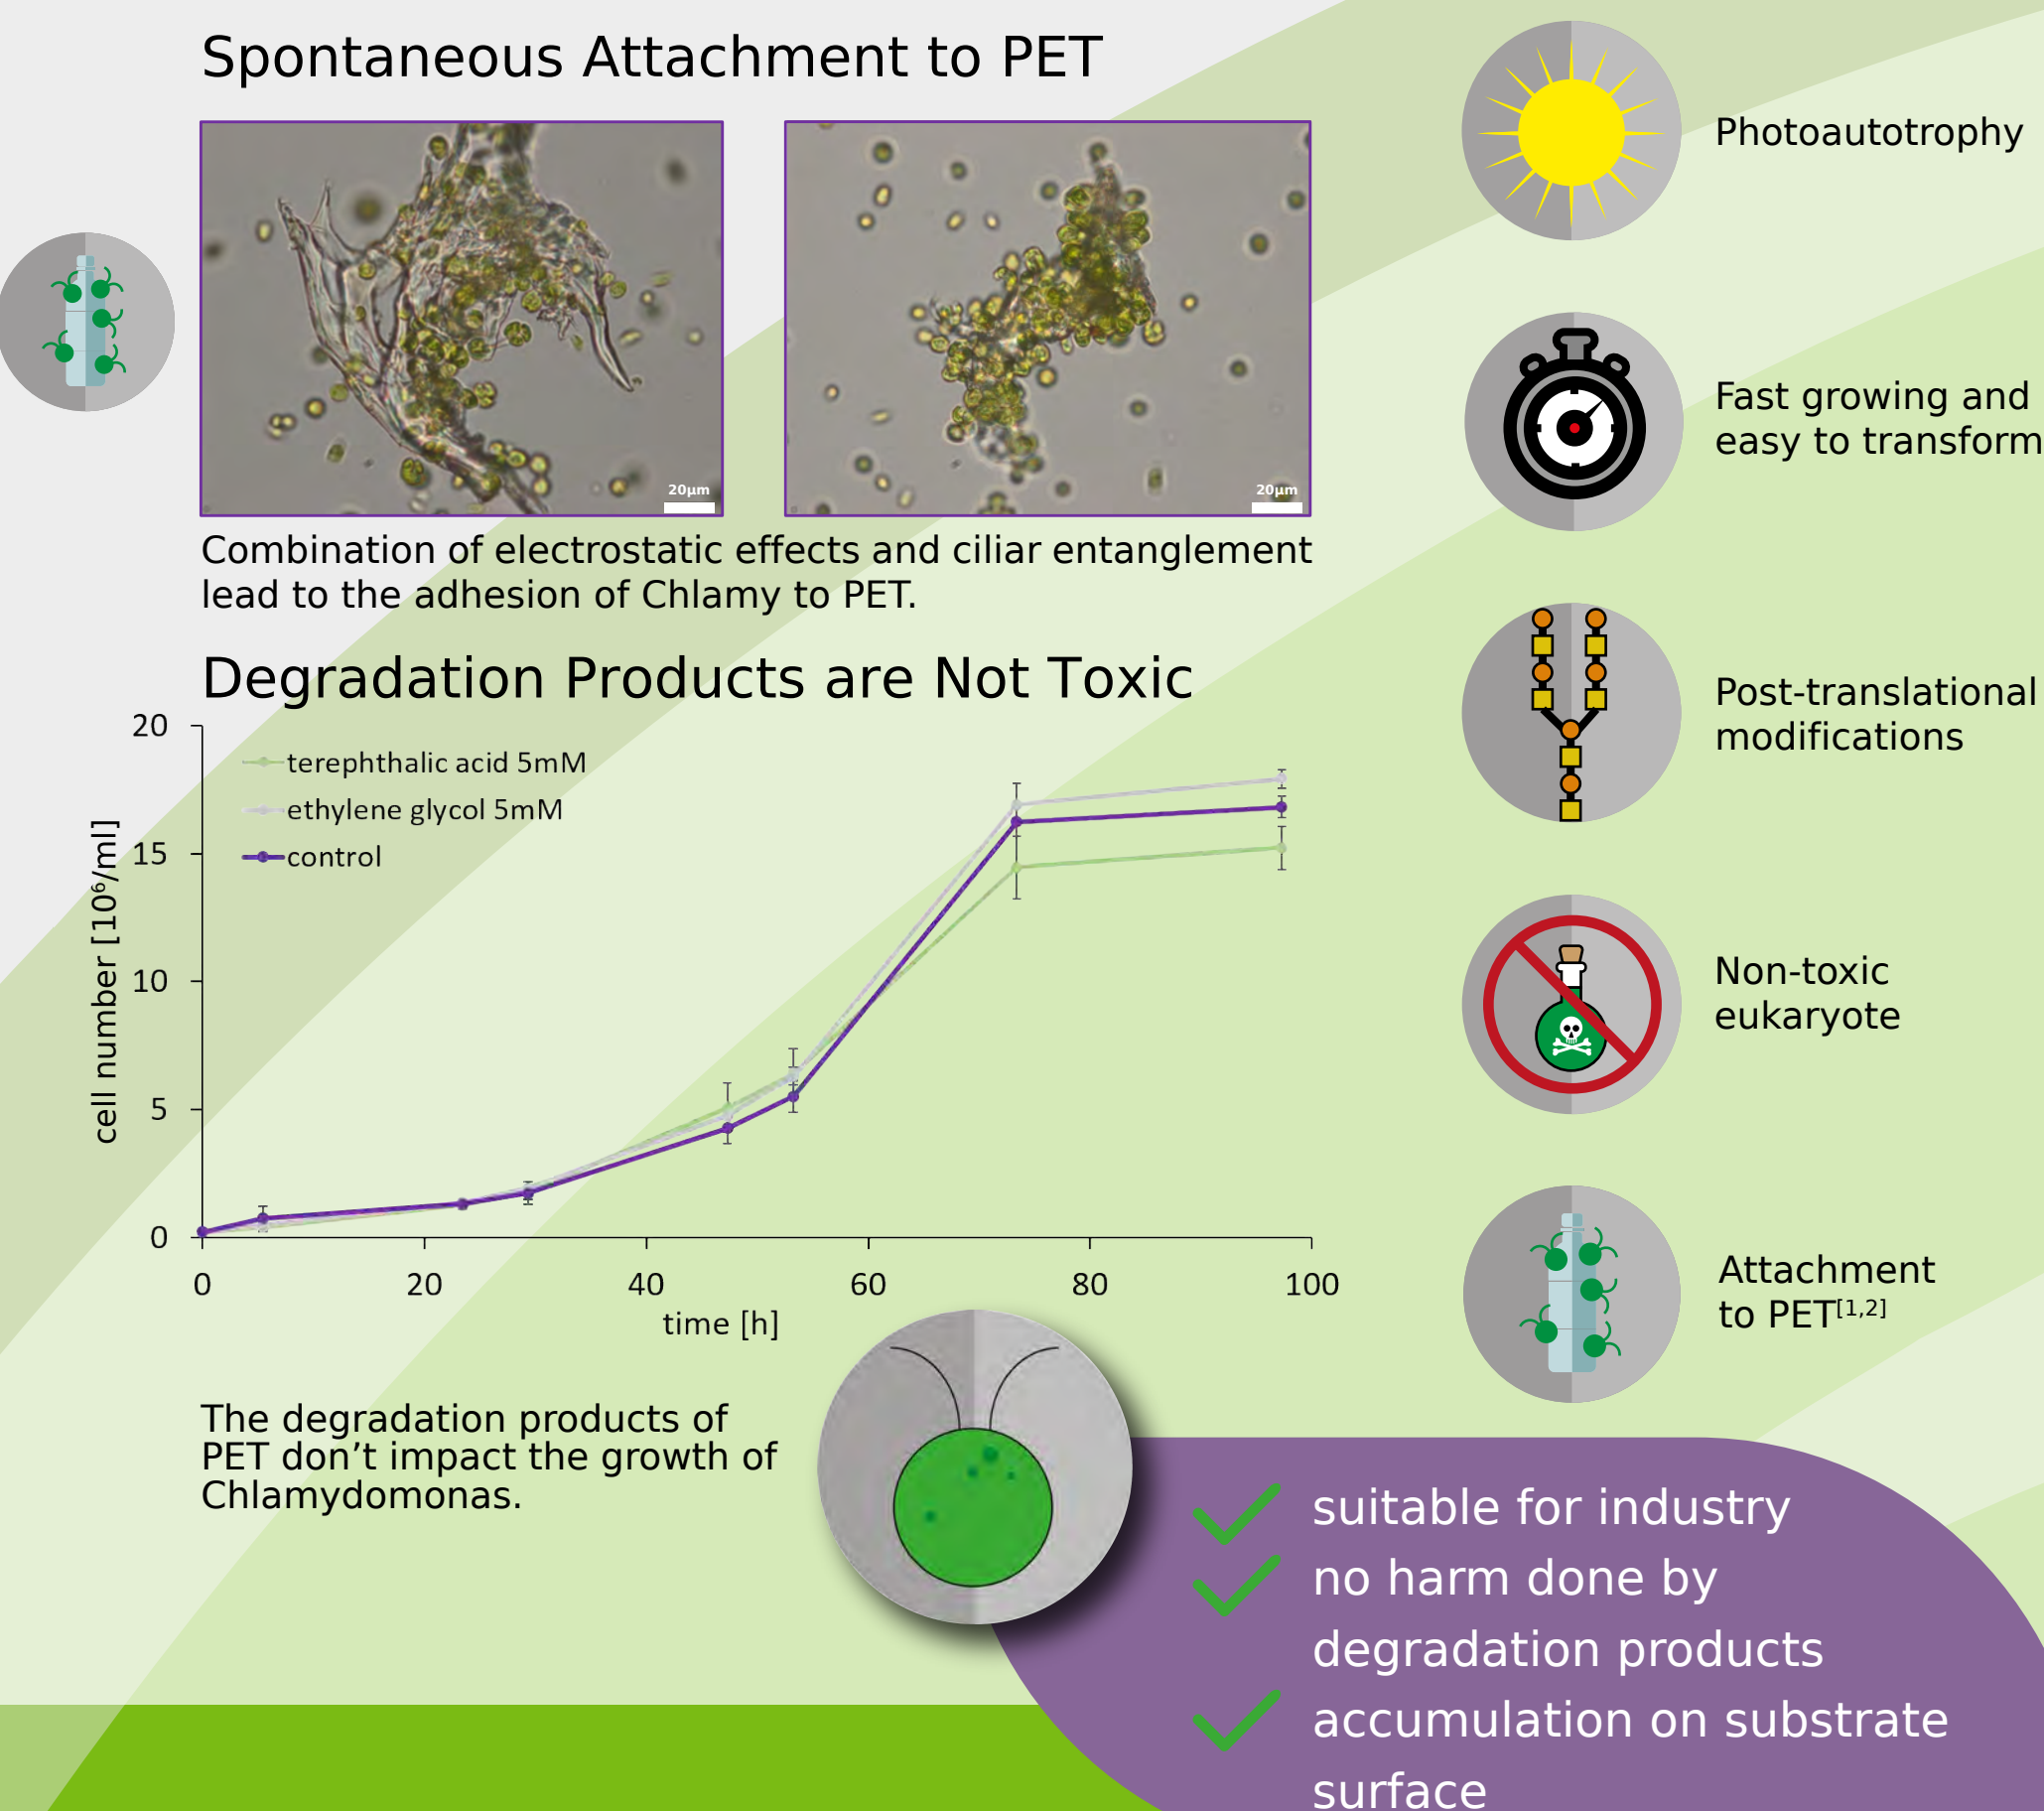 Spontaneous Attachment to PET
20µm
20µm
Combination of electrostatic effects and ciliar entanglement
lead to the adhesion of Chlamy to PET.
Degradation Products are Not Toxic
20
15
10
5
0
cell number [10⁶/ml]
terephthalic acid 5mM
ethylene glycol 5mM
control
0 20 40 60 80 100
time [h]
The degradation products of
PET don’t impact the growth of
Chlamydomonas.
Photoautotrophy
Fast growing and
easy to transform
Post-translational
modifications
Non-toxic
eukaryote
Attachment
to PET[1,2]
suitable for industry
no harm done by
degradation products
accumulation on substrate
surface